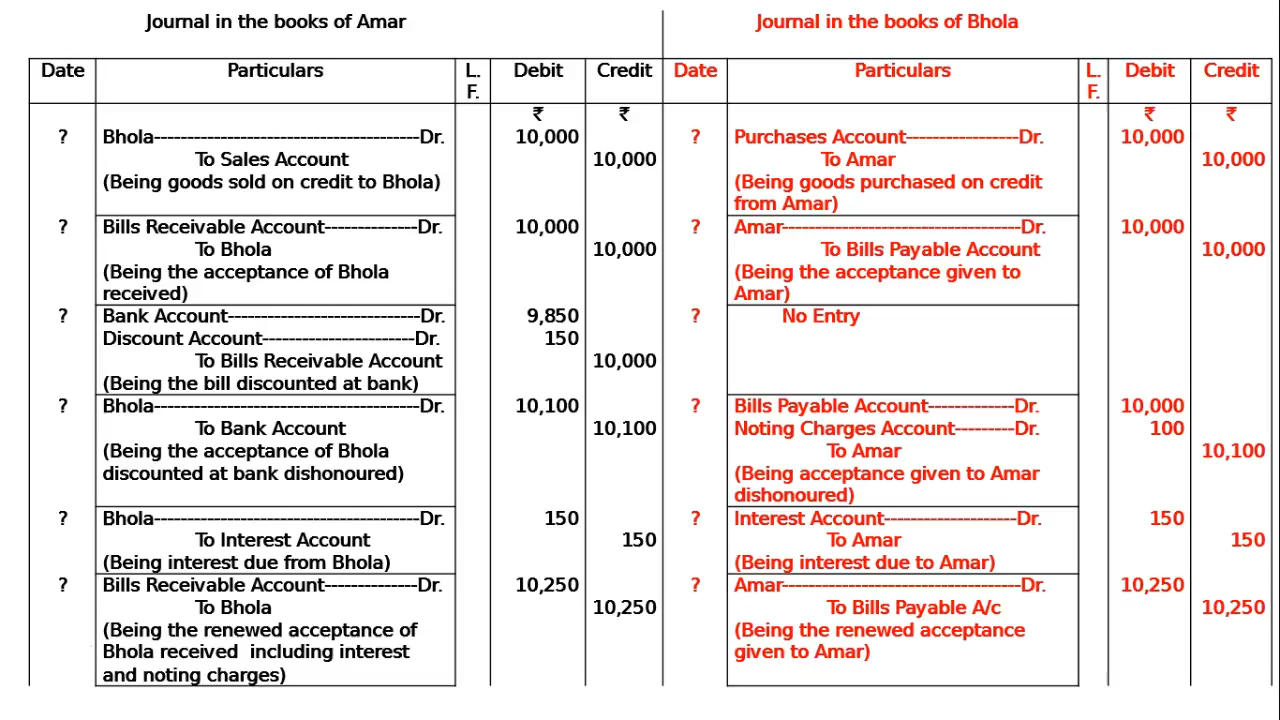 Journal in the books of Amar
Journal in the books of Bhola
Date Particulars L. F. Debit Credit Date Particulars L. F. Debit Credit
₹ ₹ ₹ ₹
? Bhola----------------------------------------Dr. 10,000 ? Purchases Account-----------------Dr. 10,000
To Sales Account 10,000 To Amar 10,000
(Being goods sold on credit to Bhola) (Being goods purchased on credit
from Amar)
? Bills Receivable Account--------------Dr. 10,000 ? Amar------------------------------------Dr. 10,000
To Bhola 10,000 To Bills Payable Account 10,000
(Being the acceptance of Bhola (Being the acceptance given to
received) Amar)
? Bank Account-----------------------------Dr. 9,850 ? No Entry
Discount Account-----------------------Dr. 150
To Bills Receivable Account 10,000
(Being the bill discounted at bank)
? Bhola----------------------------------------Dr. 10,100 ? Bills Payable Account-------------Dr. 10,000
To Bank Account 10,100 Noting Charges Account---------Dr. 100
(Being the acceptance of Bhola To Amar 10,100
discounted at bank dishonoured) (Being acceptance given to Amar
dishonoured)
? Bhola----------------------------------------Dr. 150 ? Interest Account--------------------Dr. 150
To Interest Account 150 To Amar 150
(Being interest due from Bhola) (Being interest due to Amar)
? Bills Receivable Account--------------Dr. 10,250 ? Amar------------------------------------Dr. 10,250
To Bhola 10,250 To Bills Payable A/c 10,250
(Being the renewed acceptance of (Being the renewed acceptance
Bhola received including interest given to Amar)
and noting charges)